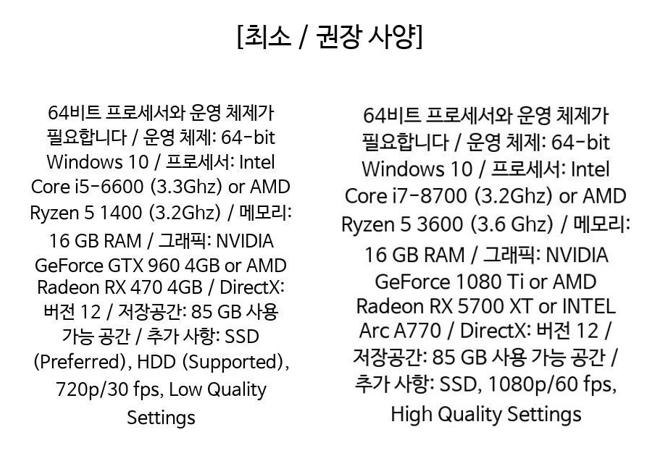 [최소 / 권장 사양]
64비트 프로세서와 운영 체제가
필요합니다 / 운영 체제: 64-bit
Windows 10 / 프로세서: Intel
Core i5-6600 (3.3Ghz) or AMD
Ryzen 5 1400 (3.2Ghz) / 메모리:
16 GB RAM / 그래픽: NVIDIA
GeForce GTX 960 4GB or AMD
Radeon RX 470 4GB / DirectX:
버전 12 / 저장공간: 85 GB 사용
가능 공간 / 추가 사항: SSD
(Preferred), HDD (Supported),
720p/30 fps, Low Quality
Settings
64비트 프로세서와 운영 체제가
필요합니다 / 운영 체제: 64-bit
Windows 10 / 프로세서: Intel
Core i7-8700 (3.2Ghz) or AMD
Ryzen 5 3600 (3.6 Ghz) / 메모리:
16 GB RAM / 그래픽: NVIDIA
GeForce 1080 Ti or AMD
Radeon RX 5700 XT or INTEL
Arc A770 / DirectX: 버전 12 /
저장공간: 85 GB 사용 가능 공간 /
추가 사항: SSD, 1080p/60 fps,
High Quality Settings